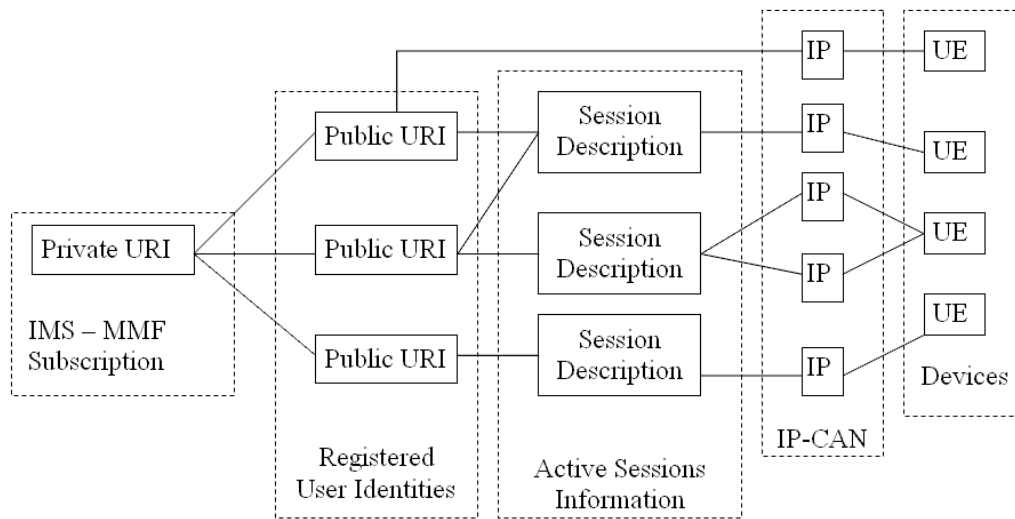 Private URI
IMS – MMF
Subscription
Public URI
Public URI
Public URI
Registered
User Identities
Session
Description
Session
Description
Session
Description
Active Sessions
Information
IP
IP
IP
IP
IP
IP-CAN
UE
UE
UE
UE
Devices